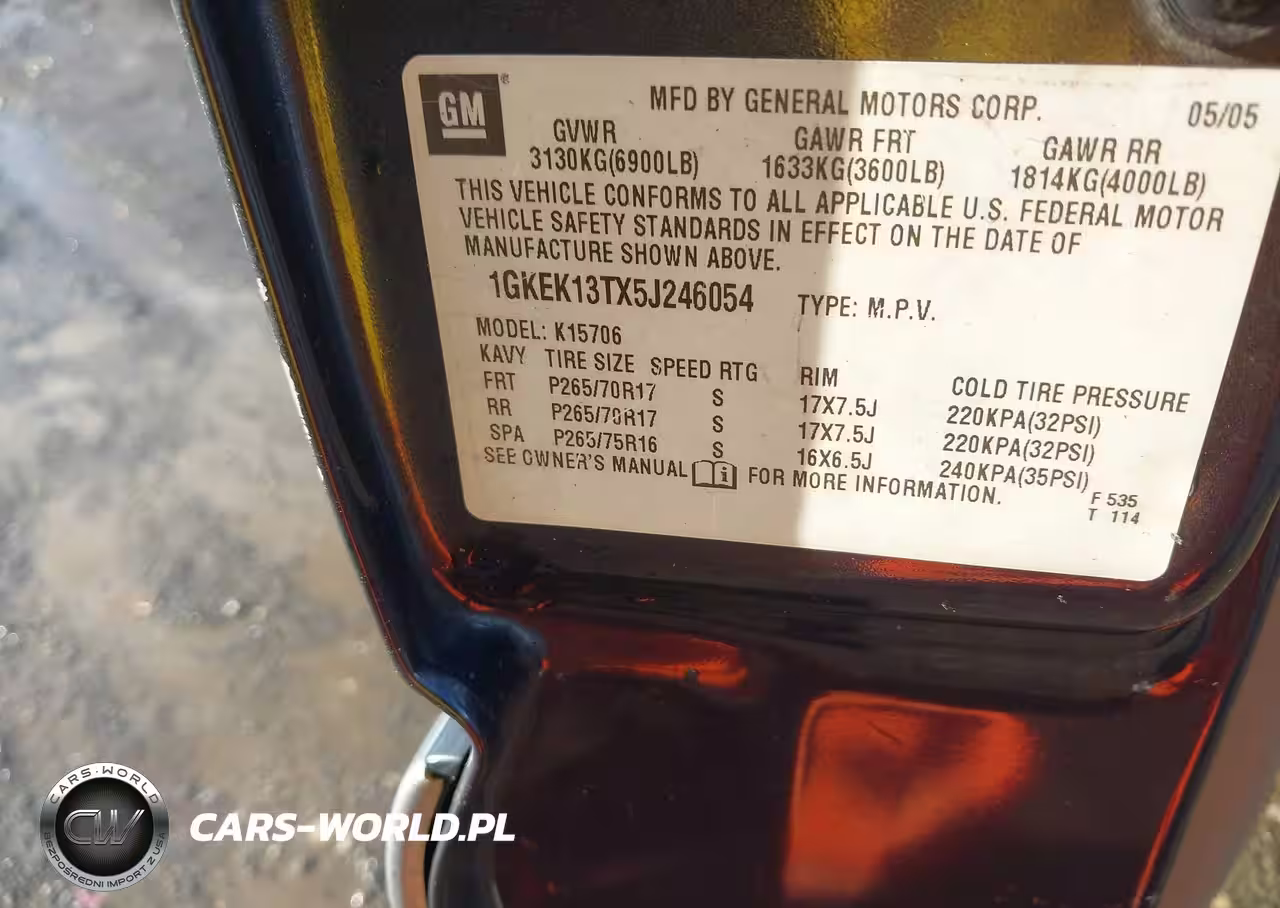 GM®
MFD BY GENERAL MOTORS CORP. 05/05
GVWR GAWR FRT GAWR RR
3130KG(6900LB) 1633KG(3600LB) 1814KG(4000LB)
THIS VEHICLE CONFORMS TO ALL APPLICABLE U.S. FEDERAL MOTOR
VEHICLE SAFETY STANDARDS IN EFFECT ON THE DATE OF
MANUFACTURE SHOWN ABOVE.
1GKEK13TX5J246054 TYPE: M.P.V.
MODEL: K15706
KAVY TIRE SIZE SPEED RTG RIM COLD TIRE PRESSURE
FRT P265/70R17 S 17X7.5J 220KPA(32PSI)
RR P265/70R17 S 17X7.5J 220KPA(32PSI)
SPA P265/75R16 S 16X6.5J 240KPA(35PSI)
SEE OWNER'S MANUAL i FOR MORE INFORMATION.
F 535
T 114
CARS-WORLD
CW
BEZPOŚREDNI IMPORT Z USA
CARS-WORLD.PL